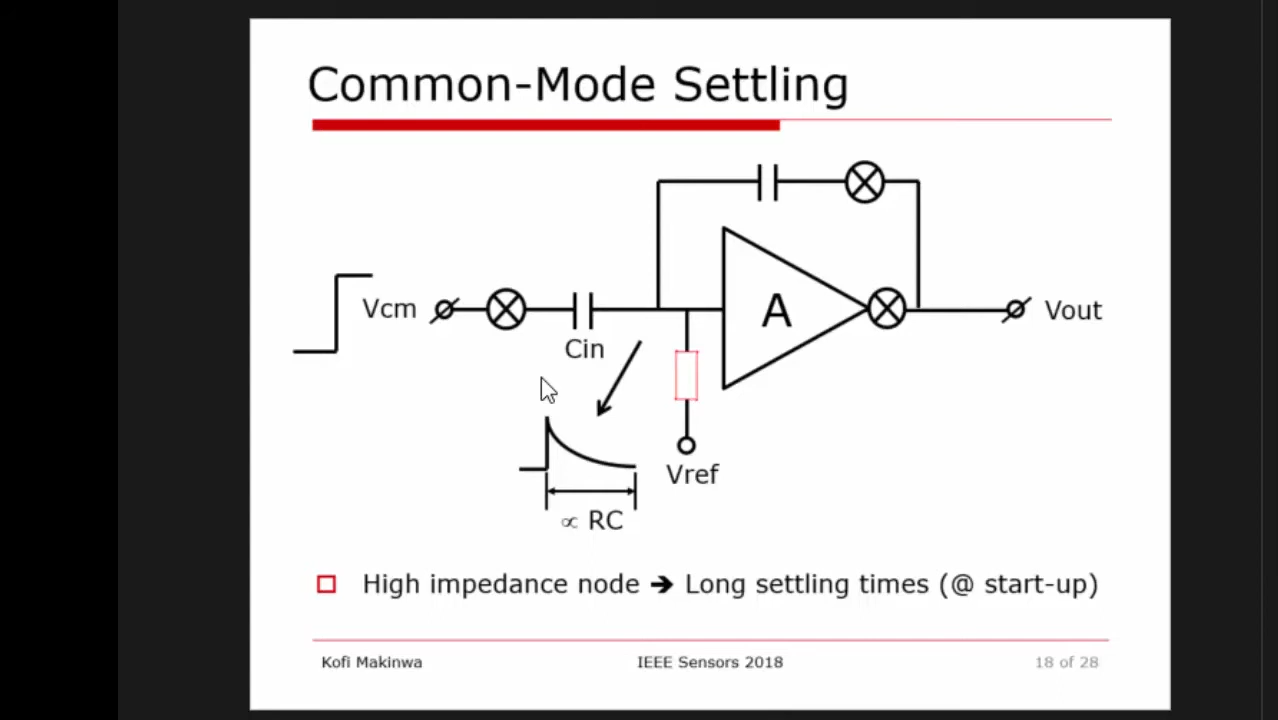 Common-Mode Settling
A
Vcm
Vout
Cin
Vref
∝ RC
High impedance node ➔ Long settling times (@ start-up)
Kofi Makinwa
IEEE Sensors 2018
18 of 28